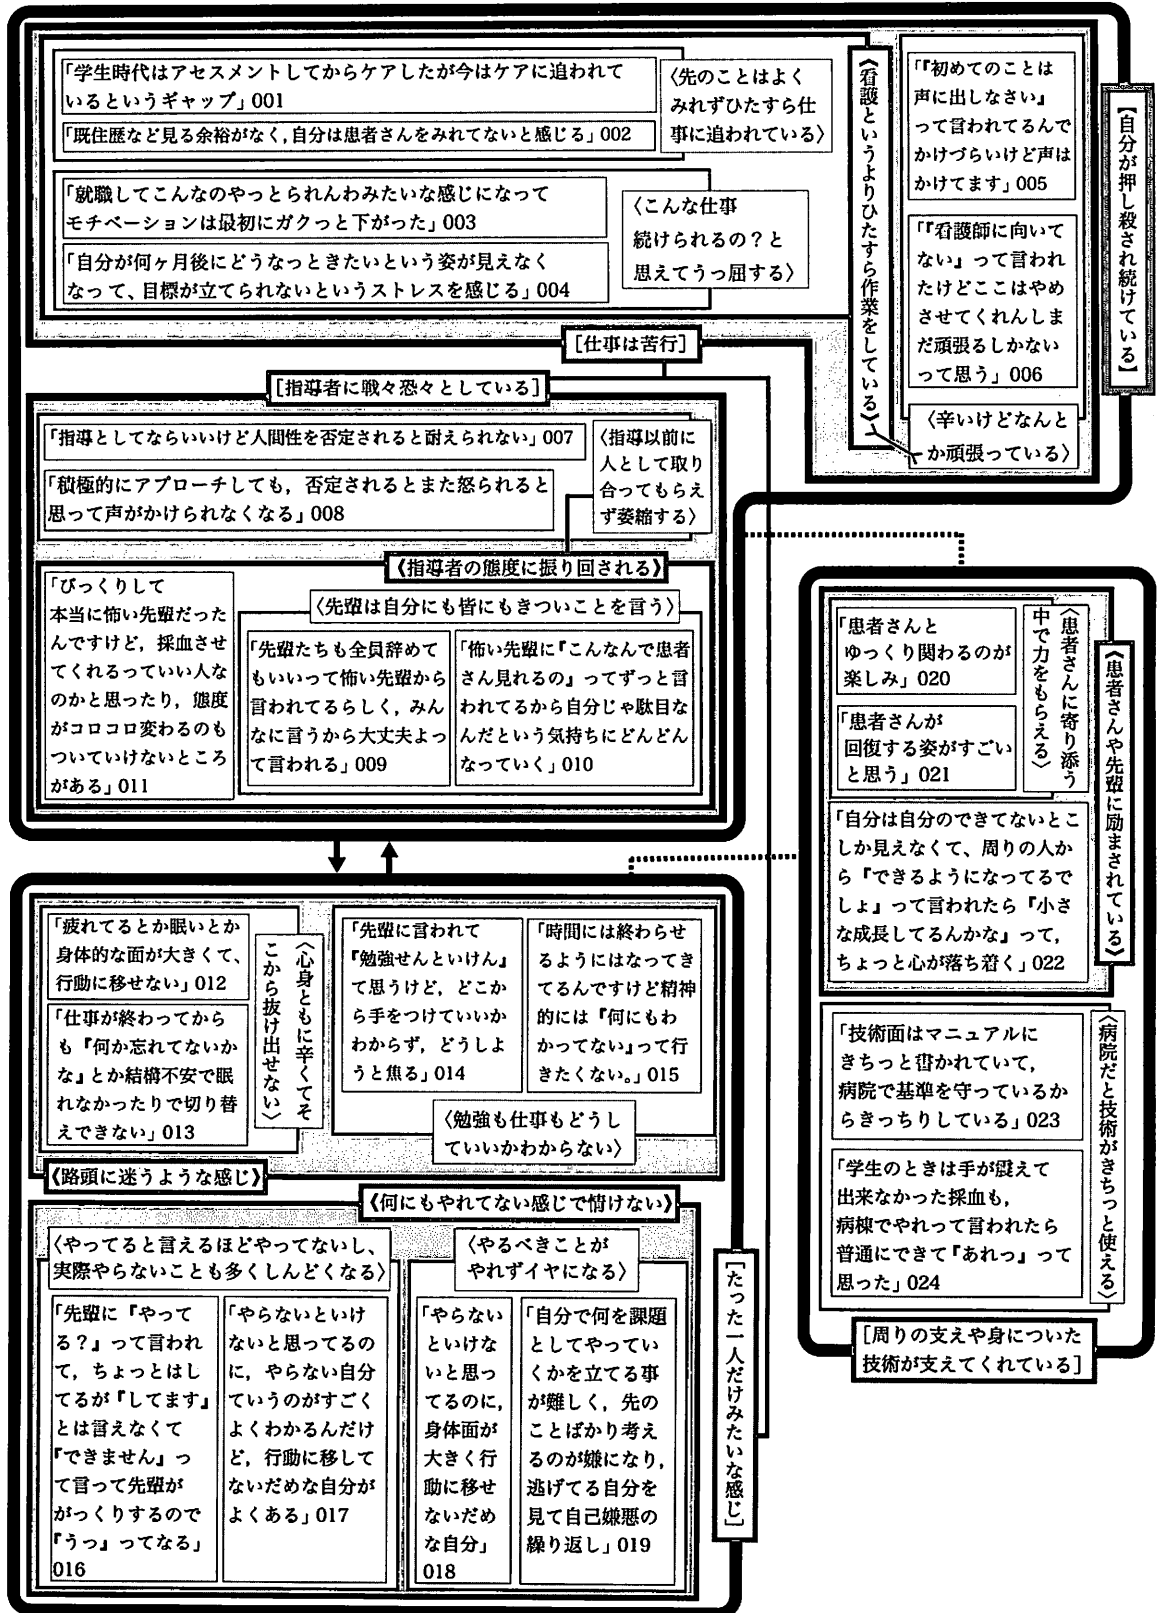 「学生時代はアセスメントしてからケアしたが今はケアに追われて
いるというギャップ」001
「既往歴など見る余裕がなく，自分は患者さんをみれてないと感じる」002
〈先のことはよく
みれずひたすら仕
事に追われている〉
「就職してこんなのやっとられんわみたいな感じになって
モチベーションは最初にガクっと下がった」003
「自分が何ヶ月後にどうなっときたいという姿が見えなく
なって、目標が立てられないというストレスを感じる」004
〈こんな仕事
続けられるの？と
思えてうっ屈する〉
《看護というよりひたすら作業をしている》
「『初めてのことは
声に出しなさい』
って言われてるんで
かけづらいけど声は
かけてます」005
「『看護師に向いて
ない』って言われ
たけどここはやめ
させてくれんしま
だ頑張るしかない
って思う」006
〈辛いけどなんと
か頑張っている〉
【自分が押し殺され続けている】
［仕事は苦行］
［指導者に戦々恐々としている］
「指導としてならいいけど人間性を否定されると耐えられない」007
「積極的にアプローチしても，否定されるとまた怒られると
思って声がかけられなくなる」008
〈指導以前に
人として取り
合ってもらえ
ず萎縮する〉
《指導者の態度に振り回される》
「びっくりして
本当に怖い先輩だった
んですけど，採血させ
てくれるっていい人な
のかと思ったり，態度
がコロコロ変わるのも
ついていけないところ
がある」011
〈先輩は自分にも皆にもきついことを言う〉
「先輩たちも全員辞めて
もいいって怖い先輩から
言われてるらしく，みん
なに言うから大丈夫よっ
て言われる」009
「怖い先輩に『こんなんで患者
さん見れるの』ってずっと言
われてるから自分じゃ駄目な
んだという気持ちにどんどん
なっていく」010
「患者さんと
ゆっくり関わるのが
楽しみ」020
「患者さんが
回復する姿がすごい
と思う」021
〈患者さんに寄り添う
中で力をもらえる〉
《患者さんや先輩に励まされている》
「自分は自分のできてないとこ
しか見えなくて、周りの人か
ら『できるようになってるで
しょ』って言われたら『小さ
な成長してるんかな』って，
ちょっと心が落ち着く」022
「技術面はマニュアルに
きちっと書かれていて，
病院で基準を守っているか
らきっちりしている」023
「学生のときは手が震えて
出来なかった採血も，
病棟でやれって言われたら
普通にできて『あれっ』って
思った」024
〈病院だと技術がきちっと使える〉
［周りの支えや身についた
技術が支えてくれている］
「疲れてるとか眠いとか
身体的な面が大きくて、
行動に移せない」012
「仕事が終わってから
も『何か忘れてないか
な』とか結構不安で眠
れなかったりで切り替
えできない」013
〈心身ともに辛くてそ
こから抜け出せない〉
「先輩に言われて
『勉強せんといけん』
て思うけど，どこか
ら手をつけていいか
わからず，どうしよ
うと焦る」014
「時間には終わらせ
るようにはなってき
てるんですけど精神
的には『何にもわ
かってない』って行
きたくない。」015
〈勉強も仕事もどうし
ていいかわからない〉
《路頭に迷うような感じ》
《何にもやれてない感じで情けない》
〈やってると言えるほどやってないし、
実際やらないことも多くしんどくなる〉
「先輩に『やって
る？』って言われ
て，ちょっとはし
てるが『してます』
とは言えなくて
『できません』っ
て言って先輩が
がっくりするので
『うっ』ってなる」
016
「やらないといけ
ないと思ってるの
に，やらない自分
ていうのがすごく
よくわかるんだけ
ど，行動に移して
ないだめな自分が
よくある」017
〈やるべきことが
やれずイヤになる〉
「やらない
といけな
いと思っ
てるのに，
身体面が
大きく行
動に移せ
ないだめ
な自分」
018
「自分で何を課題
としてやってい
くかを立てる事
が難しく，先の
ことばかり考え
るのが嫌になり，
逃げてる自分を
見て自己嫌悪の
繰り返し」019
［たった一人だけみたいな感じ］